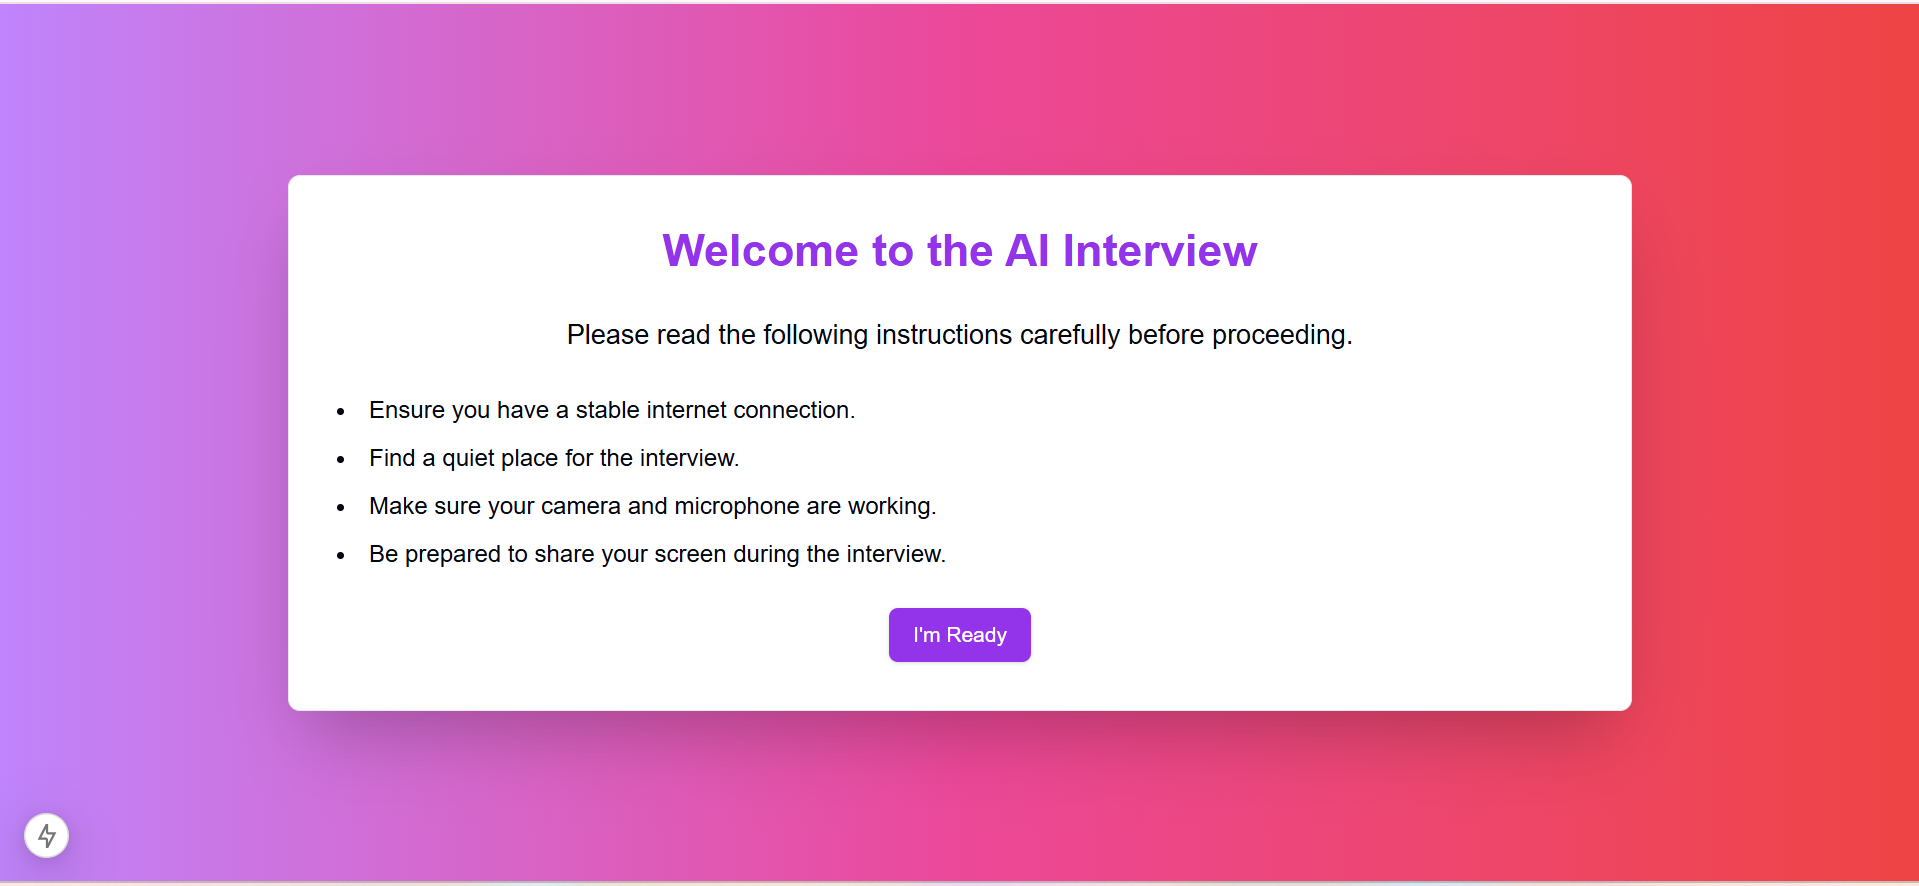 Welcome to the AI Interview
Please read the following instructions carefully before proceeding.
Ensure you have a stable internet connection.
Find a quiet place for the interview.
Make sure your camera and microphone are working.
Be prepared to share your screen during the interview.
I'm Ready